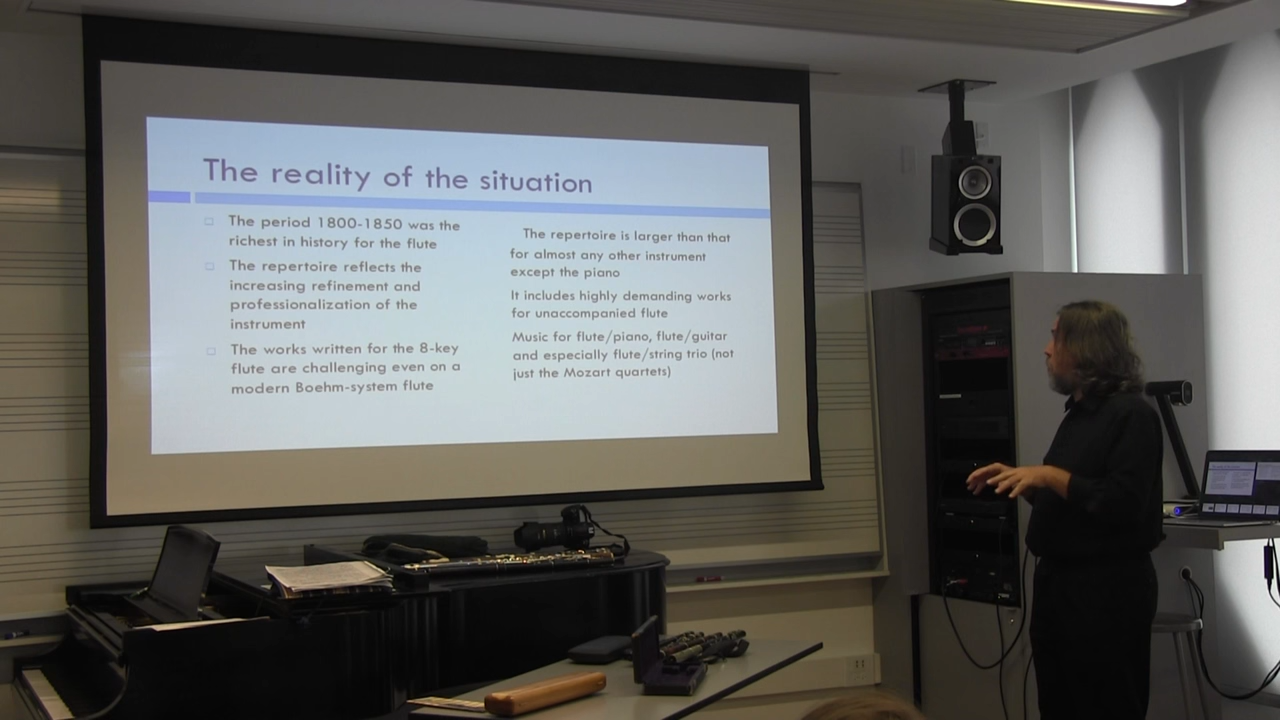 The reality of the situation
The period 1800-1850 was the
richest in history for the flute
The repertoire reflects the
increasing refinement and
professionalization of the
instrument
The works written for the 8-key
flute are challenging even on a
modern Boehm-system flute
The repertoire is larger than that
for almost any other instrument
except the piano
It includes highly demanding works
for unaccompanied flute
Music for flute/piano, flute/guitar
and especially flute/string trio (not
just the Mozart quartets)